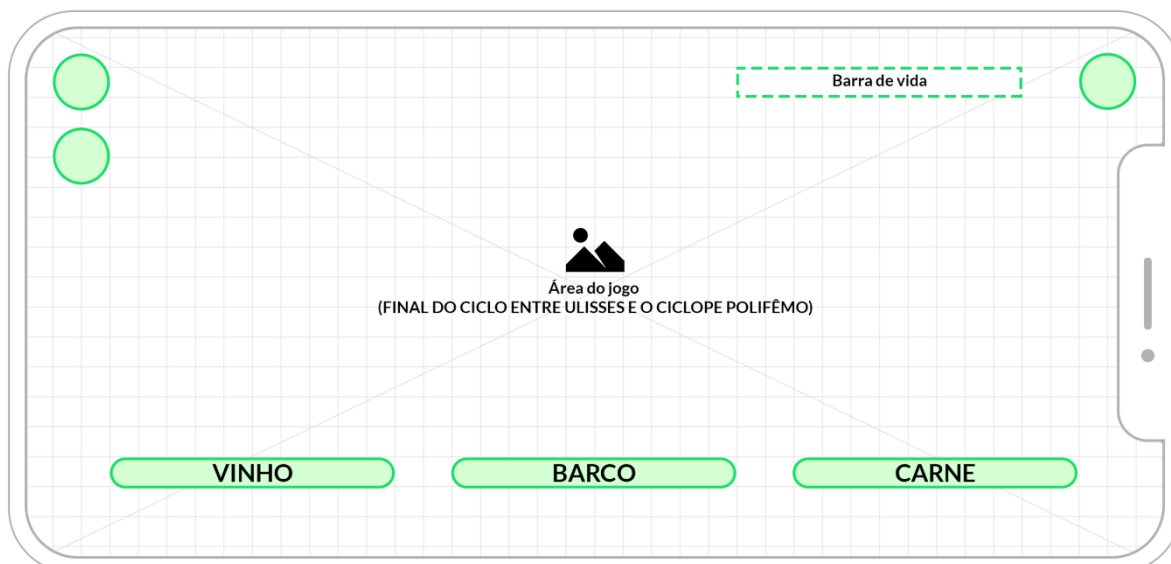 Barra de vida
Área do jogo
(FINAL DO CICLO ENTRE ULISSES E O CICLOPE POLIFÊMO)
VINHO
BARCO
CARNE